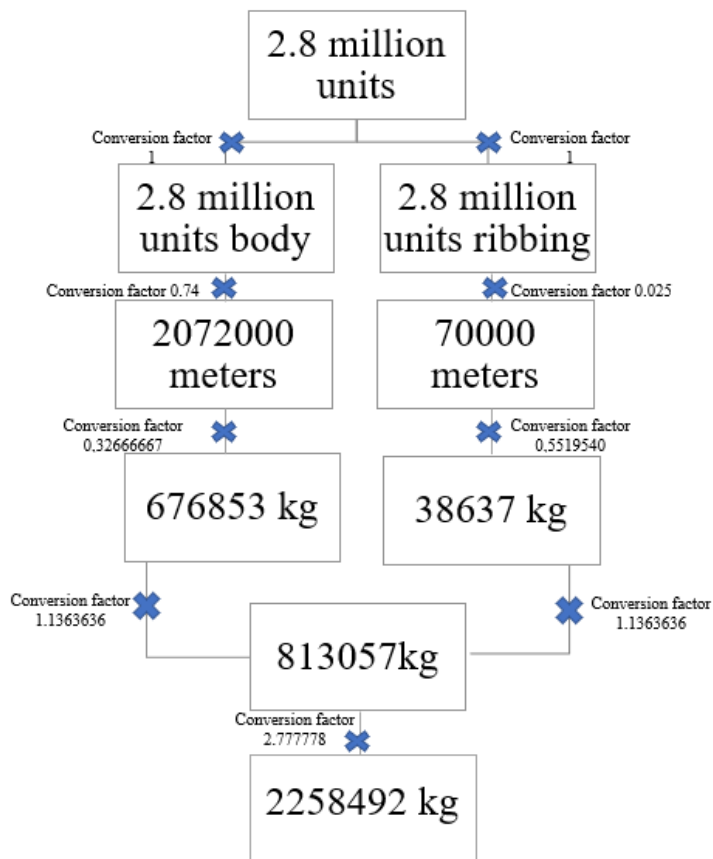 2.8 million
units
Conversion factor
1
Conversion factor
1
2.8 million
units body
2.8 million
units ribbing
Conversion factor 0.74
Conversion factor 0.025
2072000
meters
70000
meters
Conversion factor
0,32666667
Conversion factor
0,5519540
676853 kg
38637 kg
Conversion factor
1.1363636
Conversion factor
1.1363636
813057kg
Conversion factor
2.777778
2258492 kg